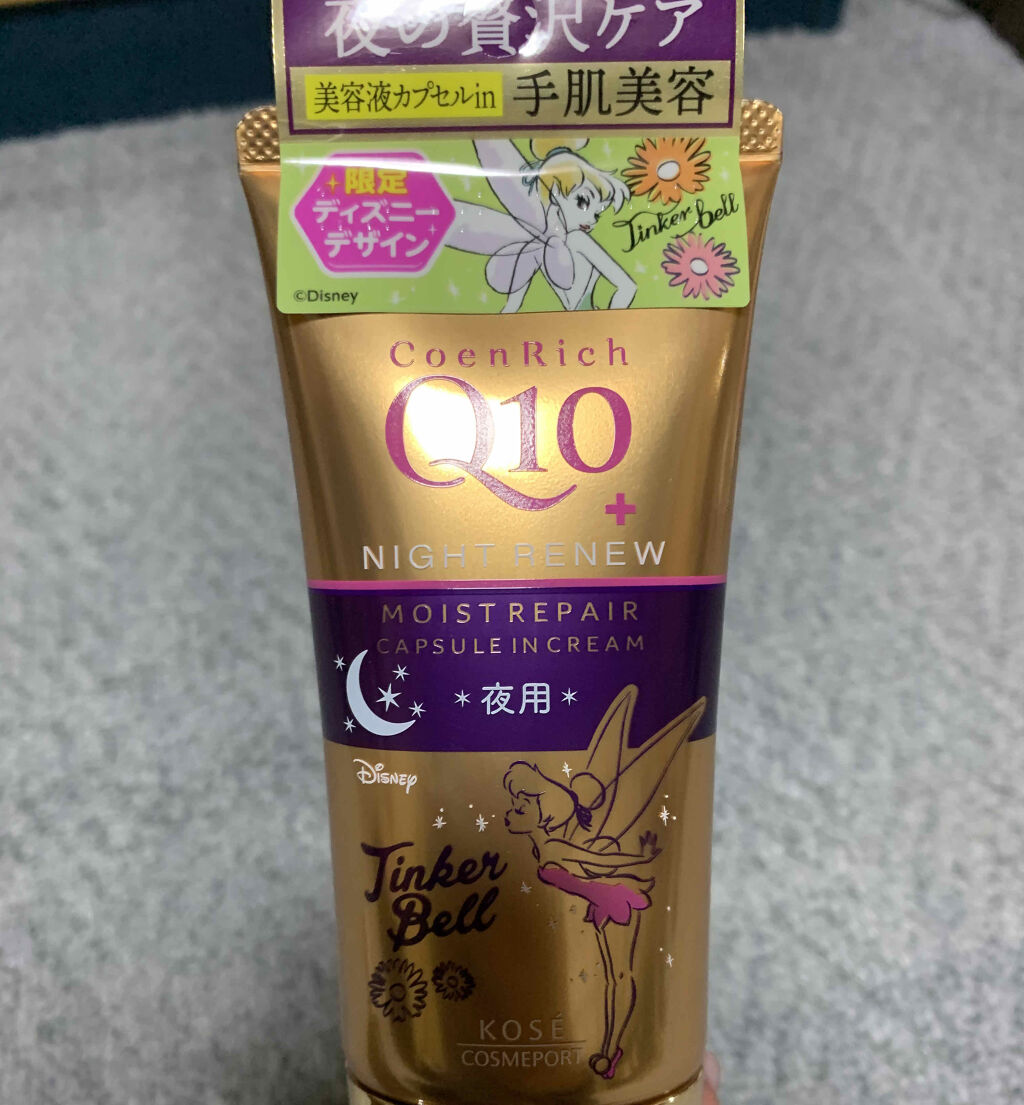 夜の贅沢ケア
美容液カプセルin 手肌美容
限定
ディズニー
デザイン
Tinker Bell
©Disney
CoenRich
Q10
+
NIGHT RENEW
MOIST REPAIR
CAPSULE IN CREAM
夜用
Disney
Tinker
Bell
KOSÉ
COSMEPORT